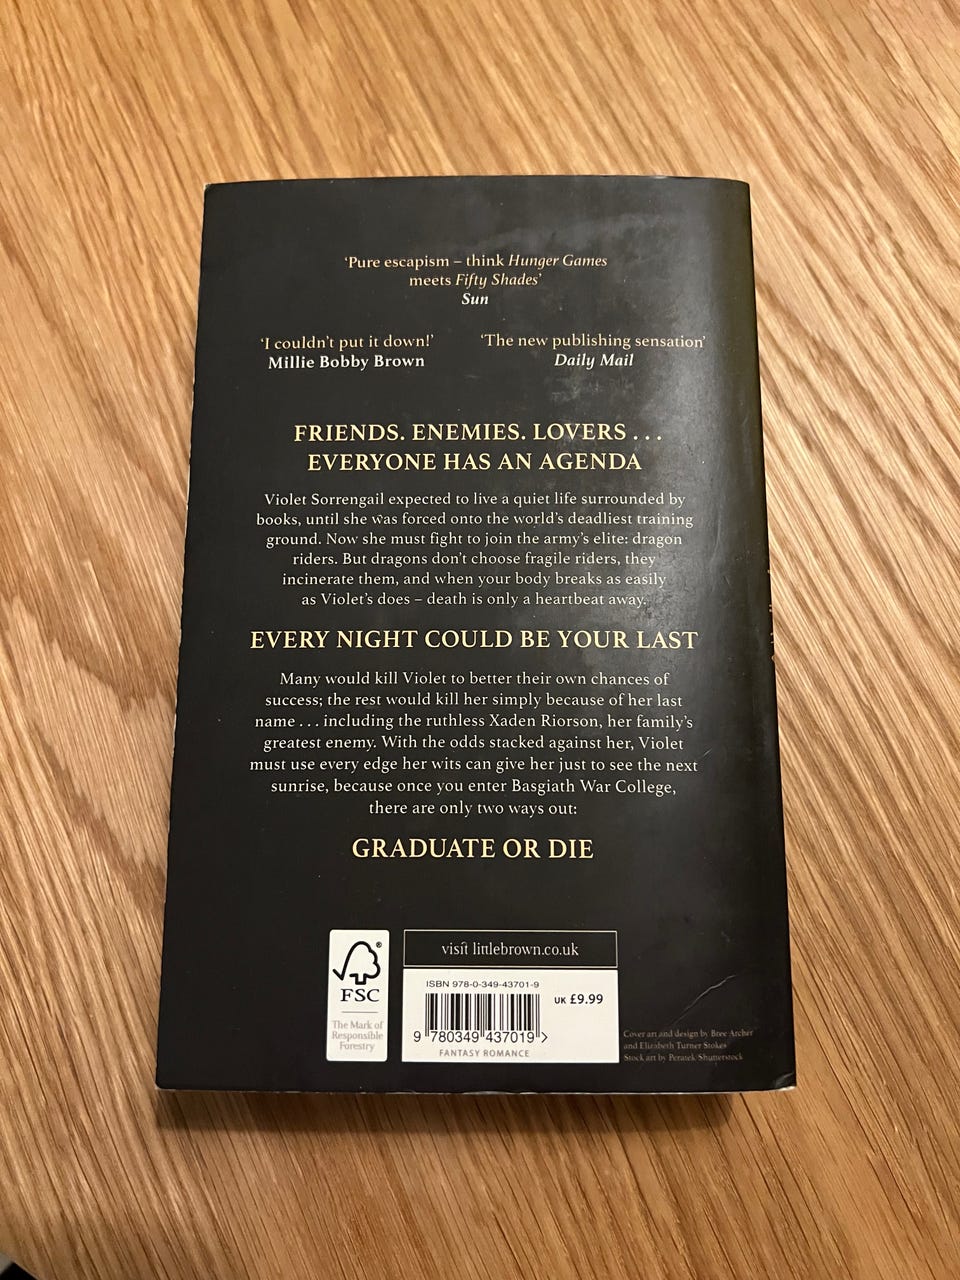 ‘Pure escapism – think Hunger Games
meets Fifty Shades’
Sun
‘I couldn’t put it down!’
Millie Bobby Brown
‘The new publishing sensation’
Daily Mail
FRIENDS. ENEMIES. LOVERS . . .
EVERYONE HAS AN AGENDA
Violet Sorrengail expected to live a quiet life surrounded by
books, until she was forced onto the world’s deadliest training
ground. Now she must fight to join the army’s elite: dragon
riders. But dragons don’t choose fragile riders, they
incinerate them, and when your body breaks as easily
as Violet’s does – death is only a heartbeat away.
EVERY NIGHT COULD BE YOUR LAST
Many would kill Violet to better their own chances of
success; the rest would kill her simply because of her last
name . . . including the ruthless Xaden Riorson, her family’s
greatest enemy. With the odds stacked against her, Violet
must use every edge her wits can give her just to see the next
sunrise, because once you enter Basgiath War College,
there are only two ways out:
GRADUATE OR DIE
®
FSC
The Mark of
Responsible
Forestry
visit littlebrown.co.uk
ISBN 978-0-349-43701-9
UK £9.99
9 780349 437019 >
FANTASY ROMANCE
Cover art and design by Bree Archer
and Elizabeth Turner Stokes
Stock art by Peratek/Shutterstock